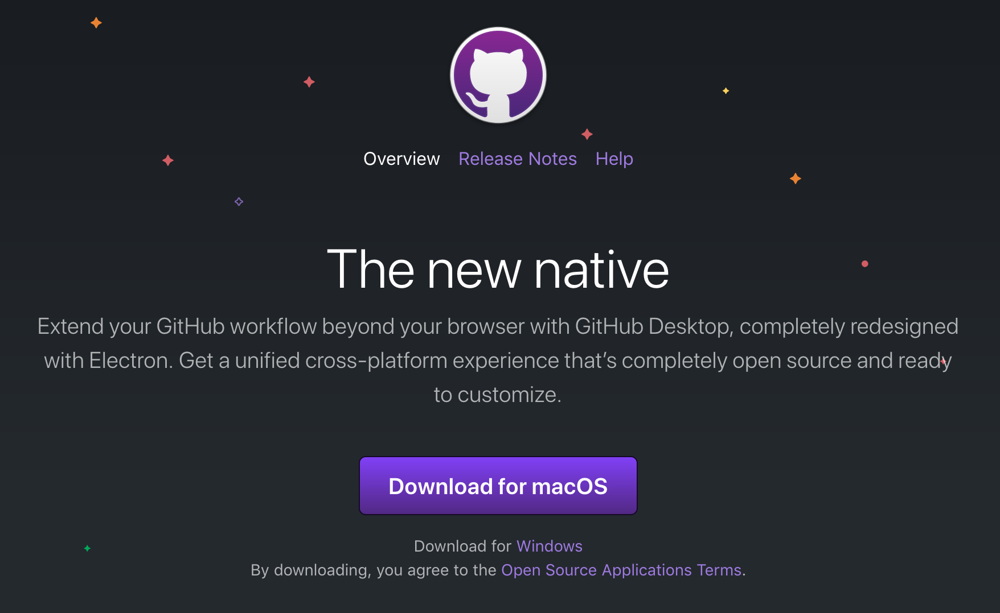 Overview Release Notes Help
The new native
Extend your GitHub workflow beyond your browser with GitHub Desktop, completely redesigned
with Electron. Get a unified cross-platform experience that’s completely open source and ready
to customize.
Download for macOS
Download for Windows
By downloading, you agree to the Open Source Applications Terms.